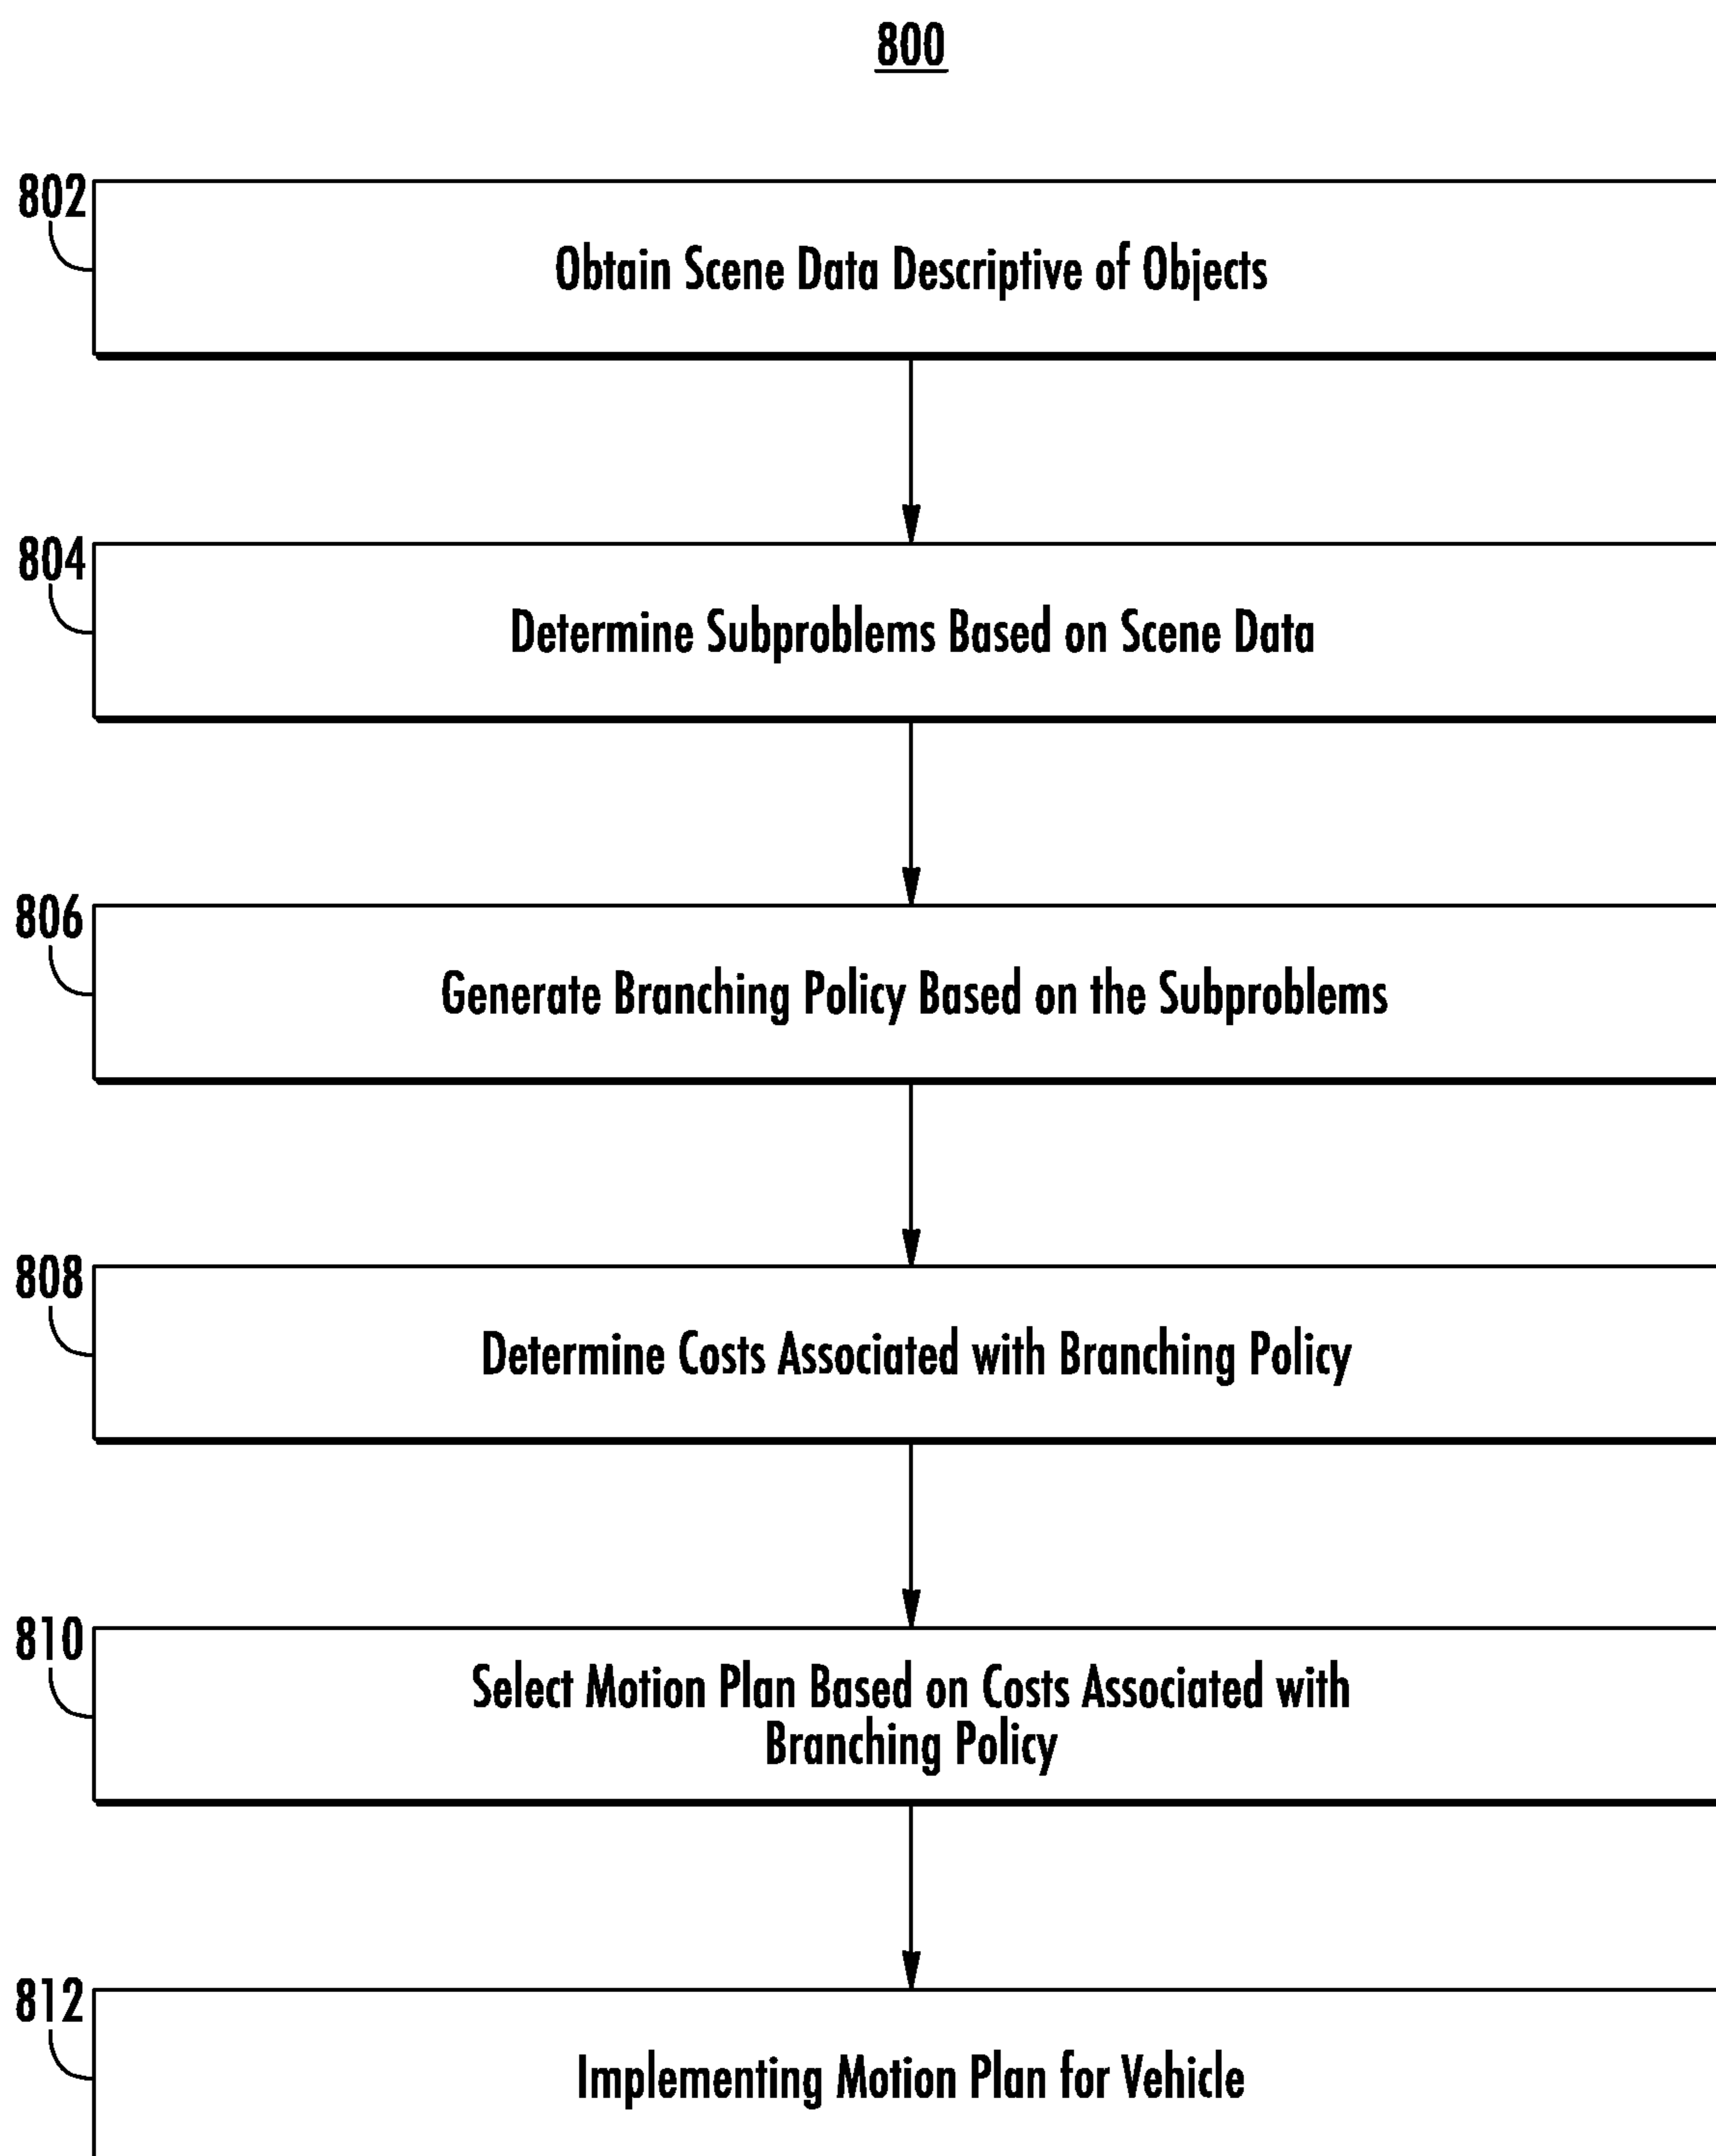 800
802
Obtain Scene Data Descriptive of Objects
804
Determine Subproblems Based on Scene Data
806
Generate Branching Policy Based on the Subproblems
808
Determine Costs Associated with Branching Policy
810
Select Motion Plan Based on Costs Associated with
Branching Policy
812
Implementing Motion Plan for Vehicle